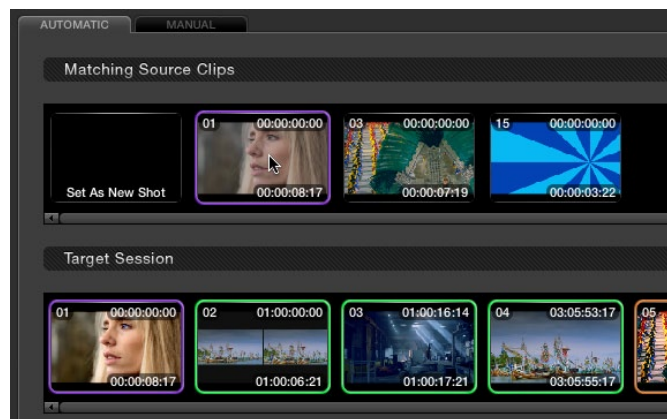 AUTOMATIC MANUAL
Matching Source Clips
01 00:00:00:00 03 00:00:00:00 15 00:00:00:00
Set As New Shot 00:00:08:17 00:00:07:19 00:00:03:22
Target Session
01 00:00:00:00 02 01:00:00:00 03 01:00:16:14 04 03:05:53:17 05
00:00:08:17 01:00:06:21 01:00:17:21 03:05:55:17